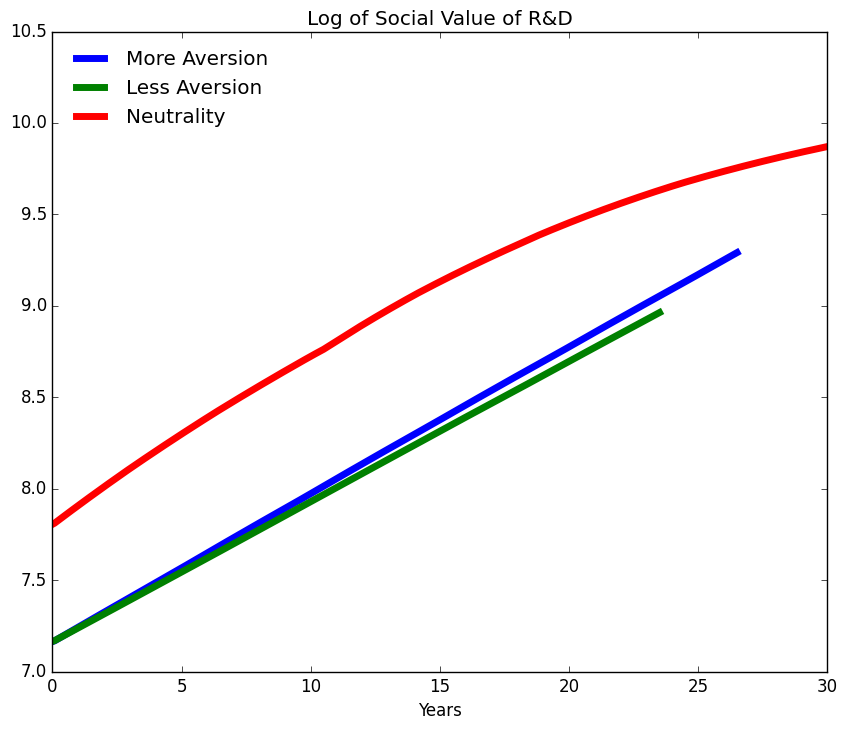 Log of Social Value of R&D
10.5
10.0
9.5
9.0
8.5
8.0
7.5
7.0
More Aversion
Less Aversion
Neutrality
0 5 10 15 20 25 30
Years